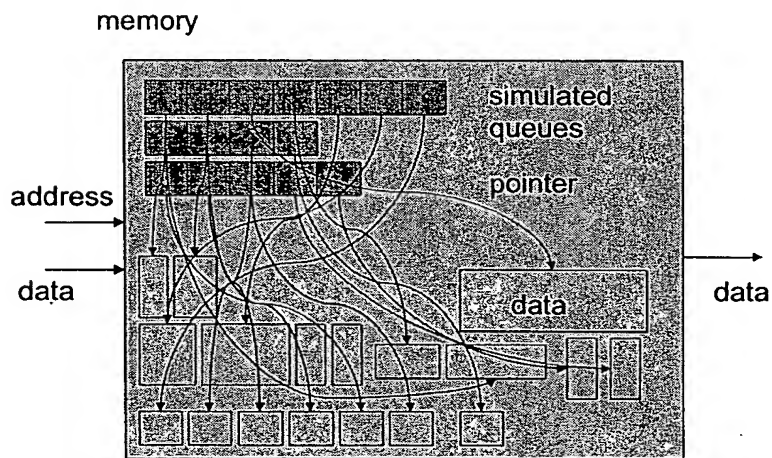 memory
simulated
queues
pointer
address
data
data
data